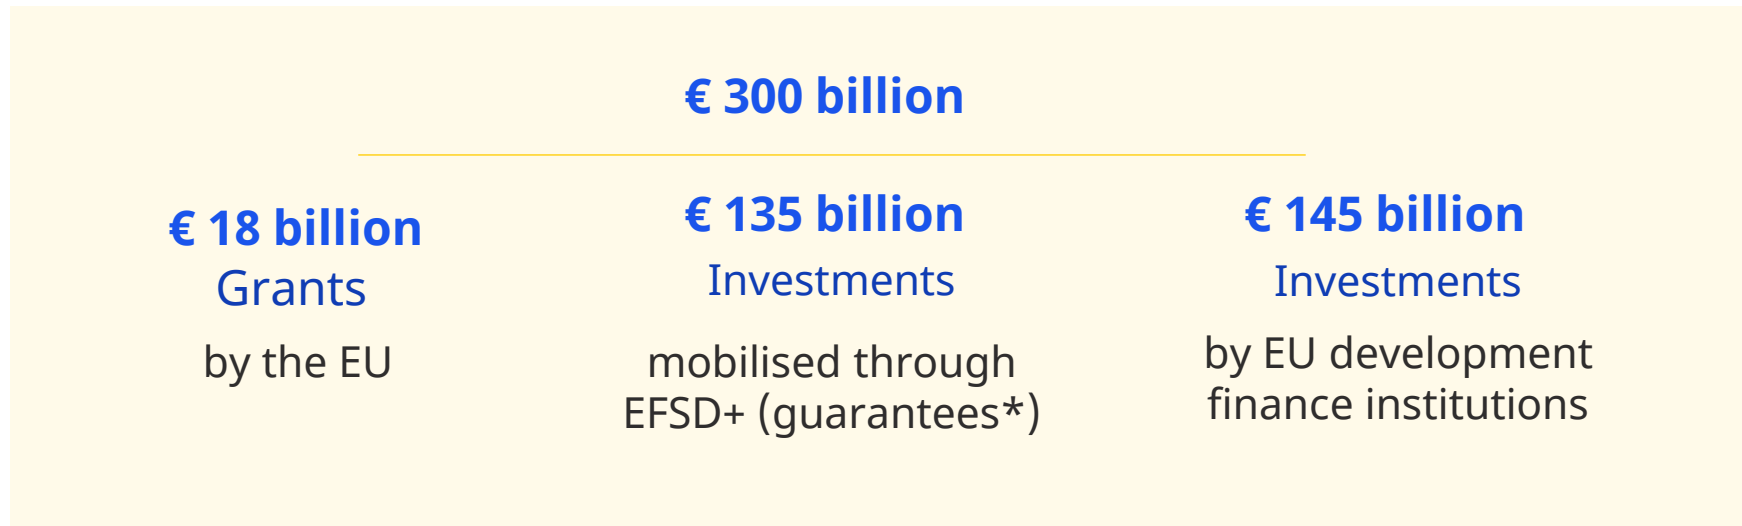 € 300 billion
€ 18 billion
Grants
by the EU
€ 135 billion
Investments
mobilised through
EFSD+ (guarantees*)
€ 145 billion
Investments
by EU development
finance institutions